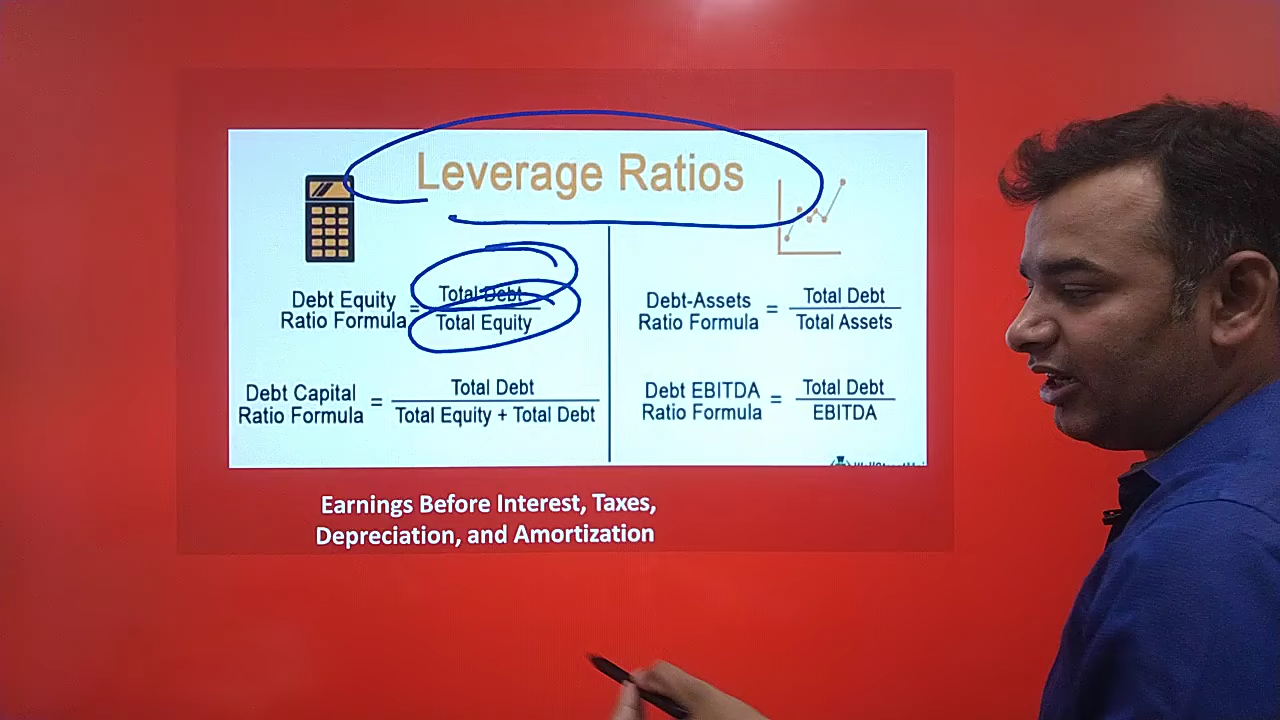 Leverage Ratios
Debt Equity
Ratio Formula
=
Total Debt
Total Equity
Debt Capital
Ratio Formula
=
Total Debt
Total Equity + Total Debt
Debt-Assets
Ratio Formula
=
Total Debt
Total Assets
Debt EBITDA
Ratio Formula
=
Total Debt
EBITDA
Earnings Before Interest, Taxes,
Depreciation, and Amortization